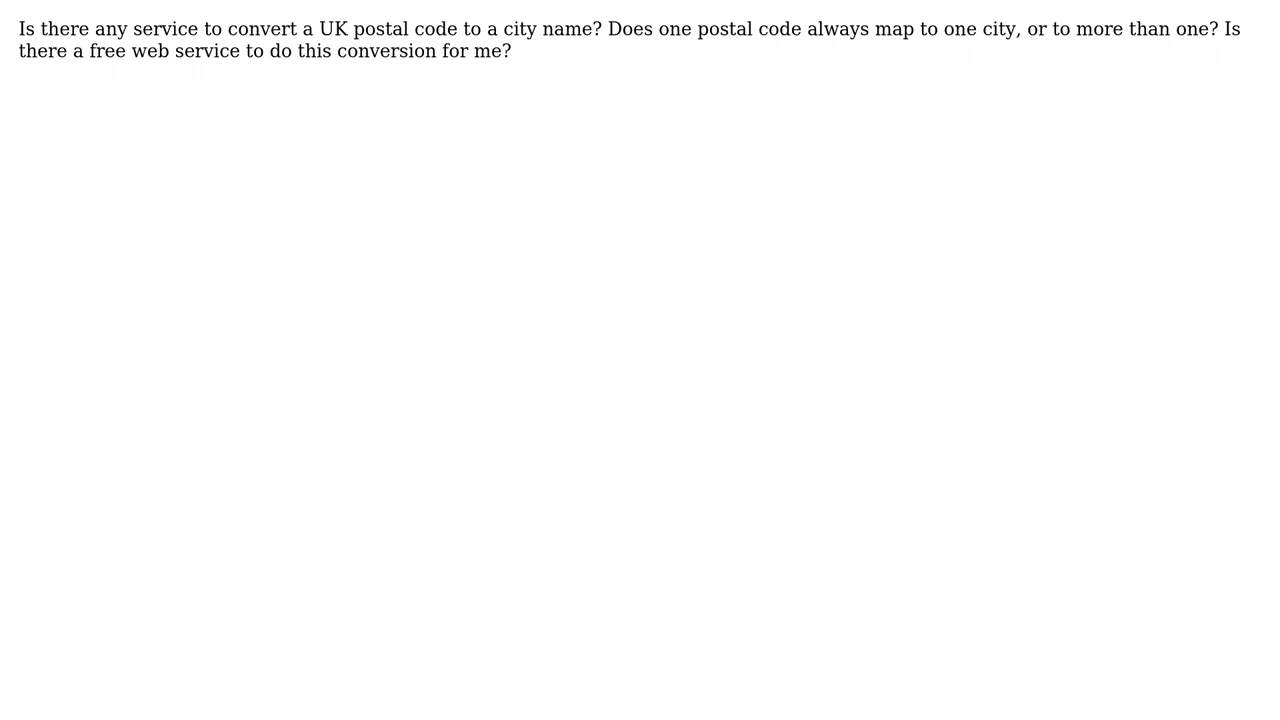 Is there any service to convert a UK postal code to a city name? Does one postal code always map to one city, or to more than one? Is
there a free web service to do this conversion for me?